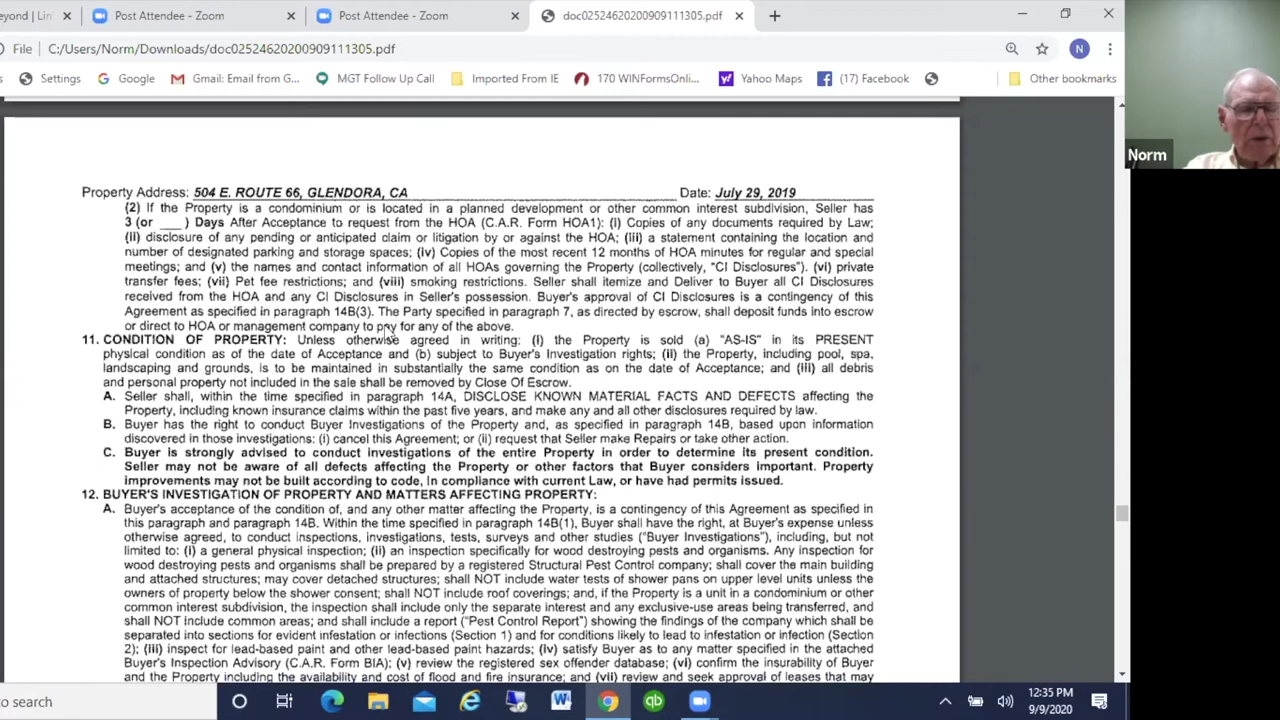 eyond | Lin
Post Attendee - Zoom
Post Attendee - Zoom
doc02524620200909111305.pdf
File
C:/Users/Norm/Downloads/doc02524620200909111305.pdf
N
s
Settings
Google
Gmail: Email from G...
MGT Follow Up Call
Imported From IE
170 WINFormsOnli...
Yahoo Maps
(17) Facebook
Other bookmarks
Norm
Property Address: 504 E. ROUTE 66, GLENDORA, CA Date: July 29, 2019
(2) If the Property is a condominium or is located in a planned development or other common interest subdivision, Seller has
3 (or ___ ) Days After Acceptance to request from the HOA (C.A.R. Form HOA1): (i) Copies of any documents required by Law;
(ii) disclosure of any pending or anticipated claim or litigation by or against the HOA; (iii) a statement containing the location and
number of designated parking and storage spaces; (iv) Copies of the most recent 12 months of HOA minutes for regular and special
meetings; and (v) the names and contact information of all HOAs governing the Property (collectively, "CI Disclosures"). (vi) private
transfer fees; (vii) Pet fee restrictions; and (viii) smoking restrictions. Seller shall itemize and Deliver to Buyer all CI Disclosures
received from the HOA and any CI Disclosures in Seller's possession. Buyer's approval of CI Disclosures is a contingency of this
Agreement as specified in paragraph 14B(3). The Party specified in paragraph 7, as directed by escrow, shall deposit funds into escrow
or direct to HOA or management company to pay for any of the above.
11. CONDITION OF PROPERTY: Unless otherwise agreed in writing: (i) the Property is sold (a) "AS-IS" in its PRESENT
physical condition as of the date of Acceptance and (b) subject to Buyer's Investigation rights; (ii) the Property, including pool, spa,
landscaping and grounds, is to be maintained in substantially the same condition as on the date of Acceptance; and (iii) all debris
and personal property not included in the sale shall be removed by Close Of Escrow.
A. Seller shall, within the time specified in paragraph 14A, DISCLOSE KNOWN MATERIAL FACTS AND DEFECTS affecting the
Property, including known insurance claims within the past five years, and make any and all other disclosures required by law.
B. Buyer has the right to conduct Buyer Investigations of the Property and, as specified in paragraph 14B, based upon information
discovered in those investigations: (i) cancel this Agreement; or (ii) request that Seller make Repairs or take other action.
C. Buyer is strongly advised to conduct investigations of the entire Property in order to determine its present condition.
Seller may not be aware of all defects affecting the Property or other factors that Buyer considers important. Property
improvements may not be built according to code, in compliance with current Law, or have had permits issued.
12. BUYER'S INVESTIGATION OF PROPERTY AND MATTERS AFFECTING PROPERTY:
A. Buyer's acceptance of the condition of, and any other matter affecting the Property, is a contingency of this Agreement as specified in
this paragraph and paragraph 14B. Within the time specified in paragraph 14B(1), Buyer shall have the right, at Buyer's expense unless
otherwise agreed, to conduct inspections, investigations, tests, surveys and other studies ("Buyer Investigations"), including, but not
limited to: (i) a general physical inspection; (ii) an inspection specifically for wood destroying pests and organisms. Any inspection for
wood destroying pests and organisms shall be prepared by a registered Structural Pest Control company; shall cover the main building
and attached structures; may cover detached structures; shall NOT include water tests of shower pans on upper level units unless the
owners of property below the shower consent; shall NOT include roof coverings; and, if the Property is a unit in a condominium or other
common interest subdivision, the inspection shall include only the separate interest and any exclusive-use areas being transferred, and
shall NOT include common areas; and shall include a report ("Pest Control Report") showing the findings of the company which shall be
separated into sections for evident infestation or infections (Section 1) and for conditions likely to lead to infestation or infection (Section
2); (iii) inspect for lead-based paint and other lead-based paint hazards; (iv) satisfy Buyer as to any matter specified in the attached
Buyer's Inspection Advisory (C.A.R. Form BIA); (v) review the registered sex offender database; (vi) confirm the insurability of Buyer
and the Property including the availability and cost of flood and fire insurance; and (vii) review and seek approval of leases that may
to search
12:35 PM
9/9/2020